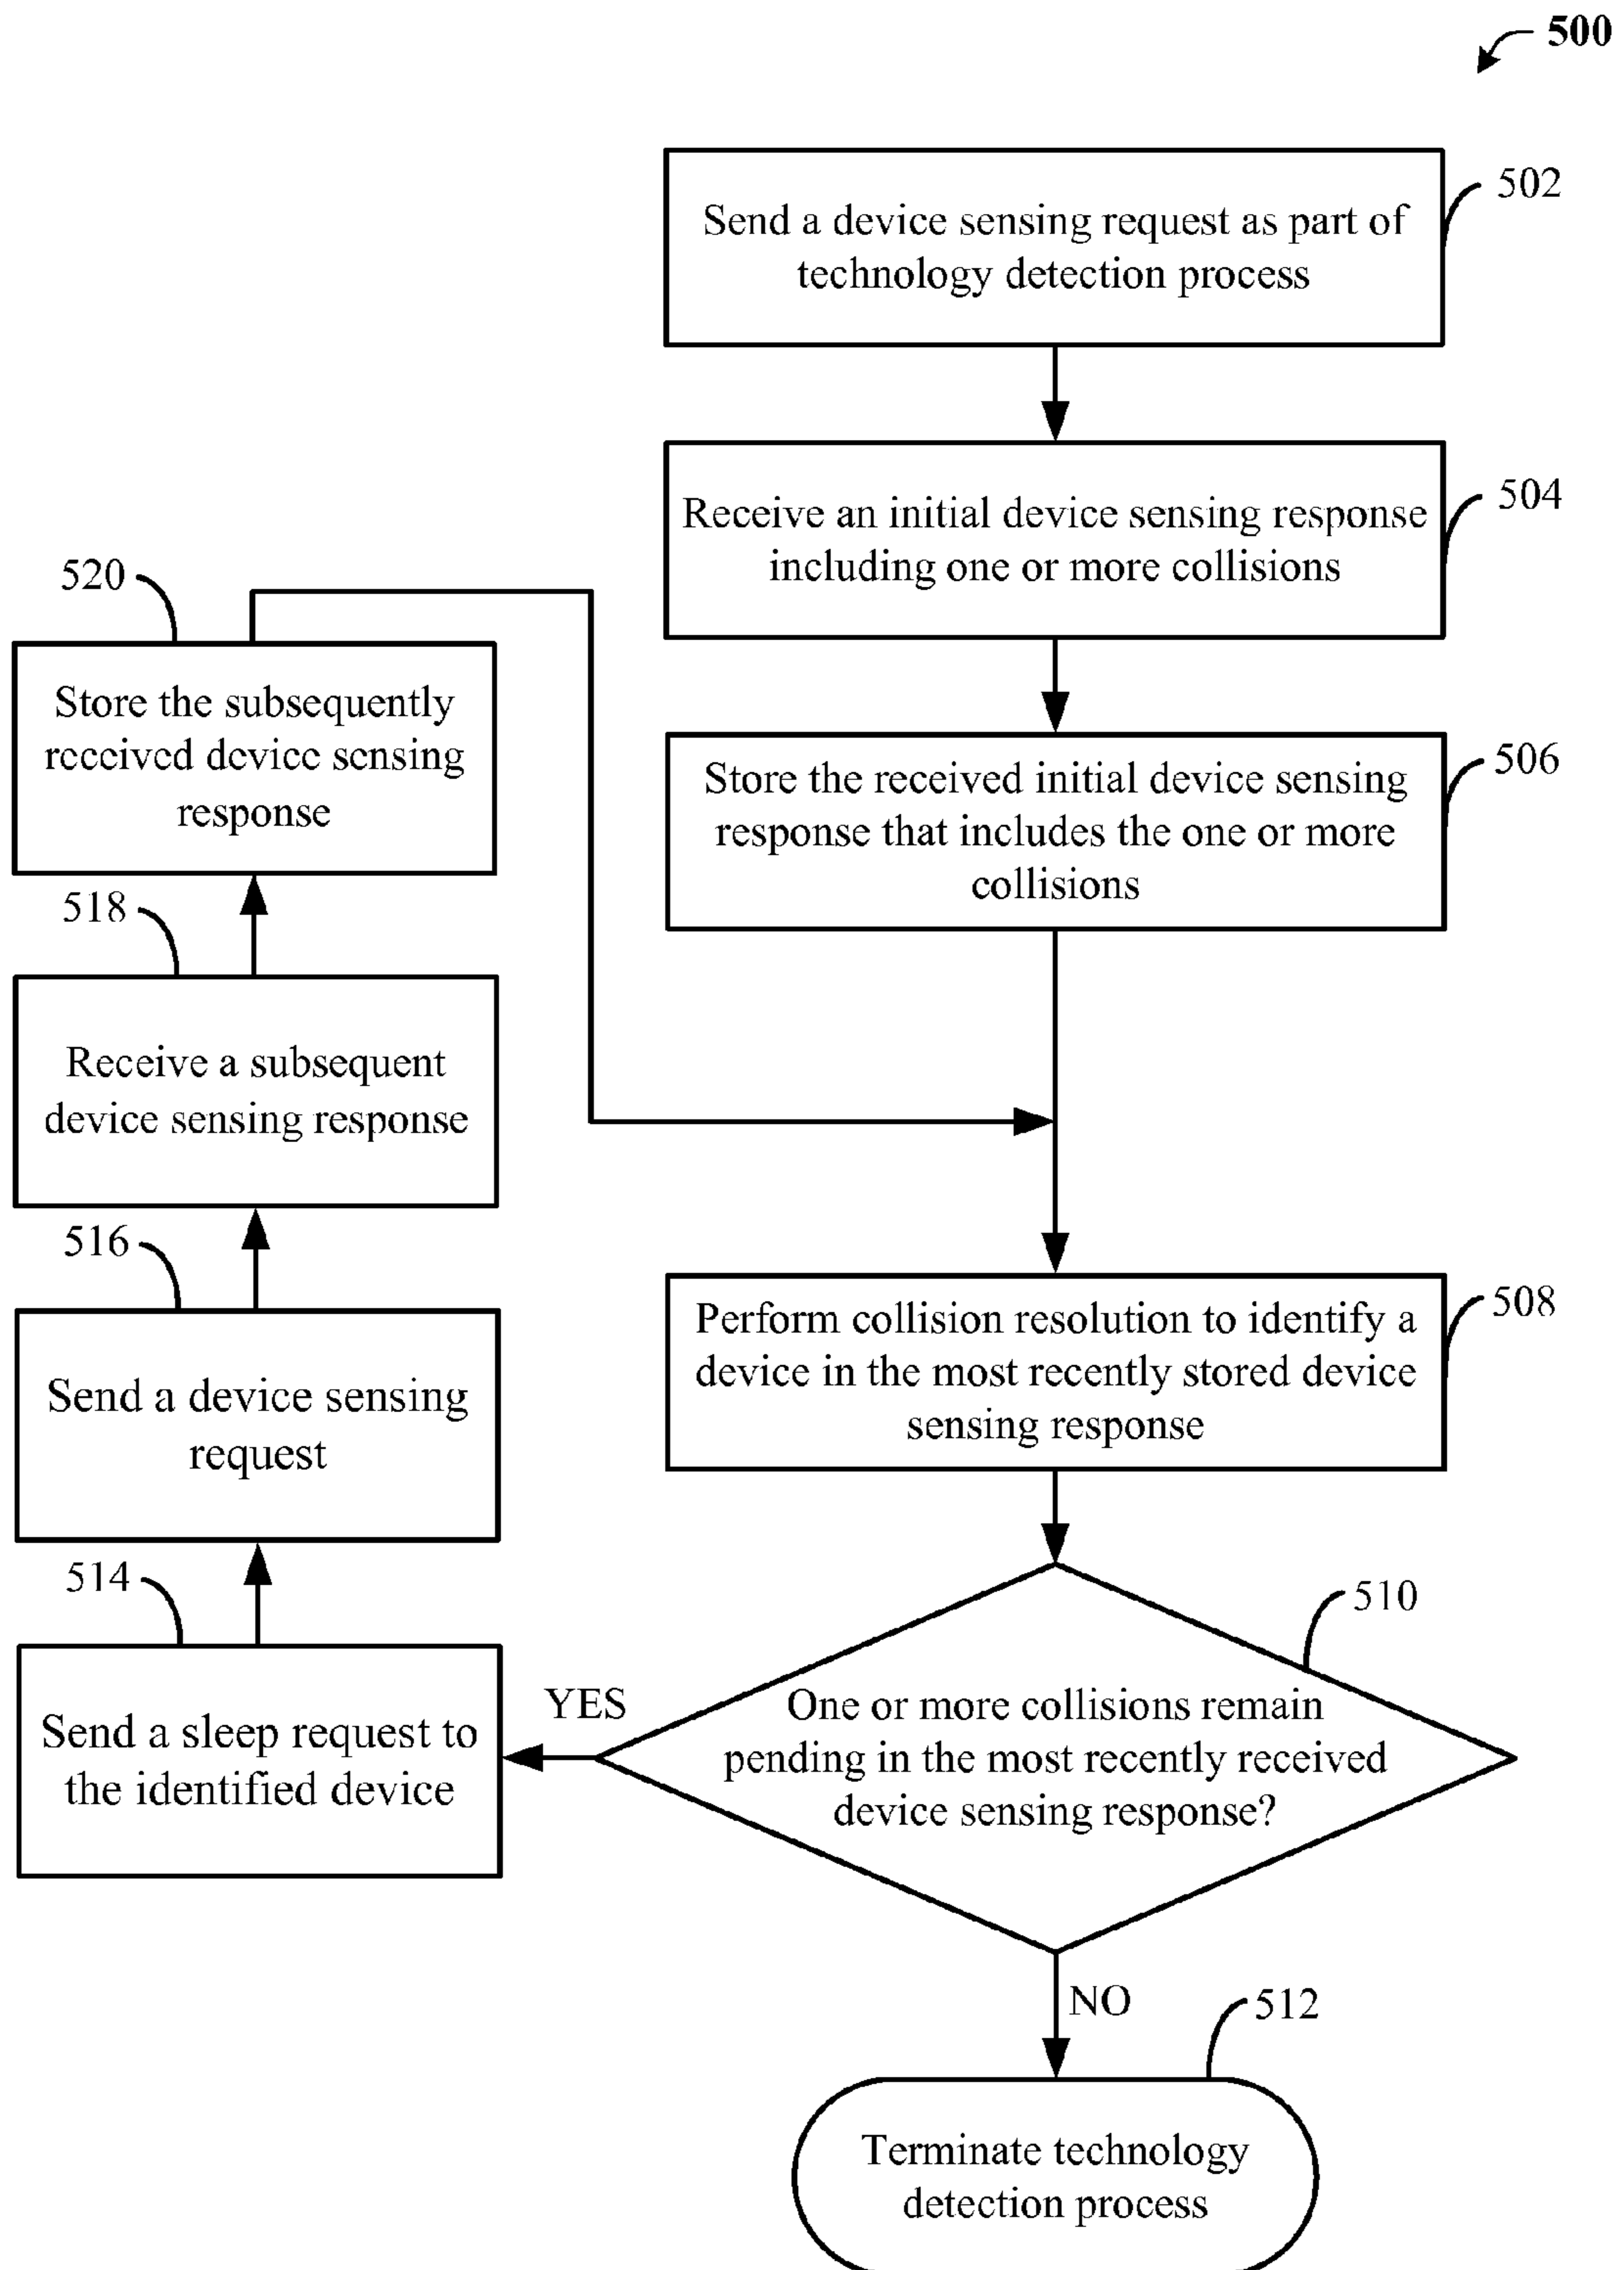 500
502
Send a device sensing request as part of
technology detection process
504
Receive an initial device sensing response
including one or more collisions
506
Store the received initial device sensing
response that includes the one or more
collisions
508
Perform collision resolution to identify a
device in the most recently stored device
sensing response
510
One or more collisions remain
pending in the most recently received
device sensing response?
YES
NO
512
Terminate technology
detection process
514
Send a sleep request to
the identified device
516
Send a device sensing
request
518
Receive a subsequent
device sensing response
520
Store the subsequently
received device sensing
response